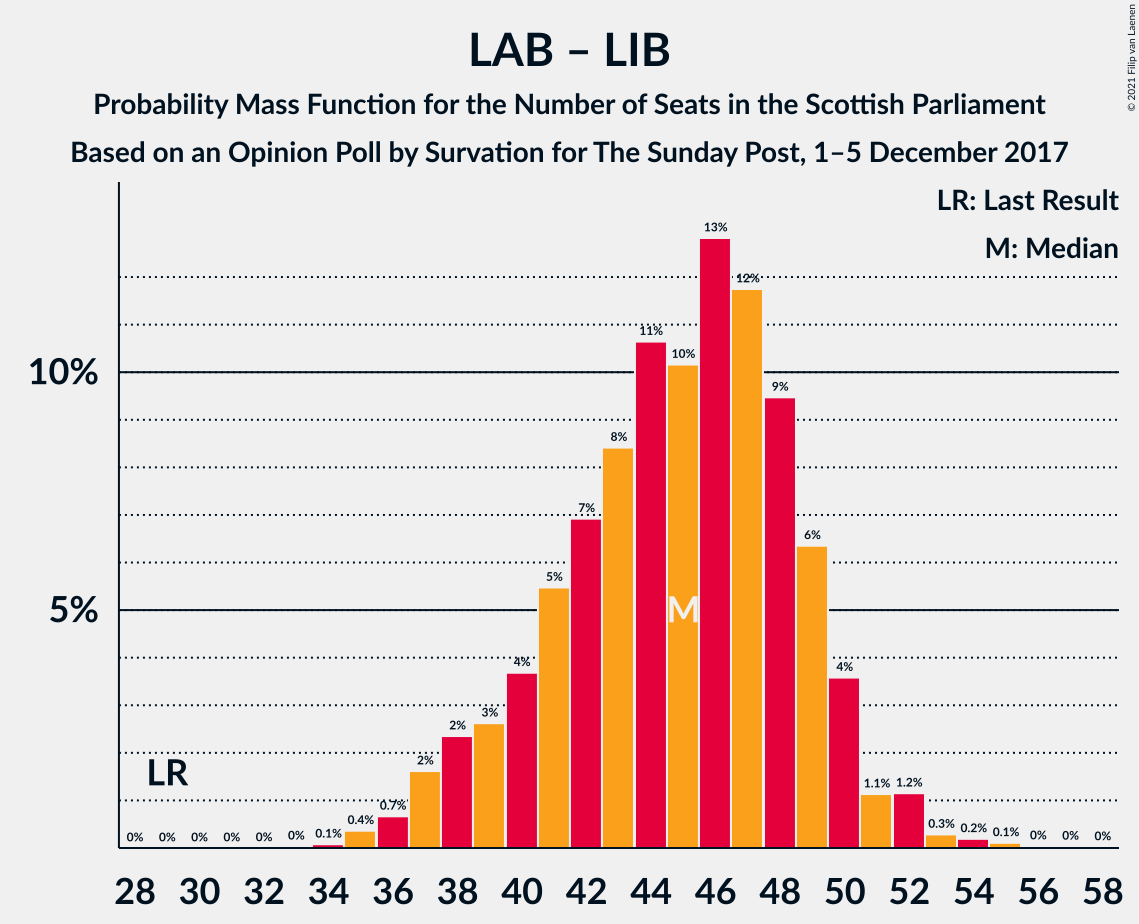 LAB – LIB
Probability Mass Function for the Number of Seats in the Scottish Parliament
Based on an Opinion Poll by Survation for The Sunday Post, 1–5 December 2017
© 2021 Filip van Laenen
LR: Last Result
M: Median
10%
5%
13%
12%
11%
10%
9%
8%
7%
6%
5%
4%
4%
3%
2%
2%
1.1%
1.2%
0.7%
0.4%
0.3%
0.2%
0.1%
0.1%
0% 0% 0% 0% 0% 0%
0% 0% 0%
LR
M
28 30 32 34 36 38 40 42 44 46 48 50 52 54 56 58